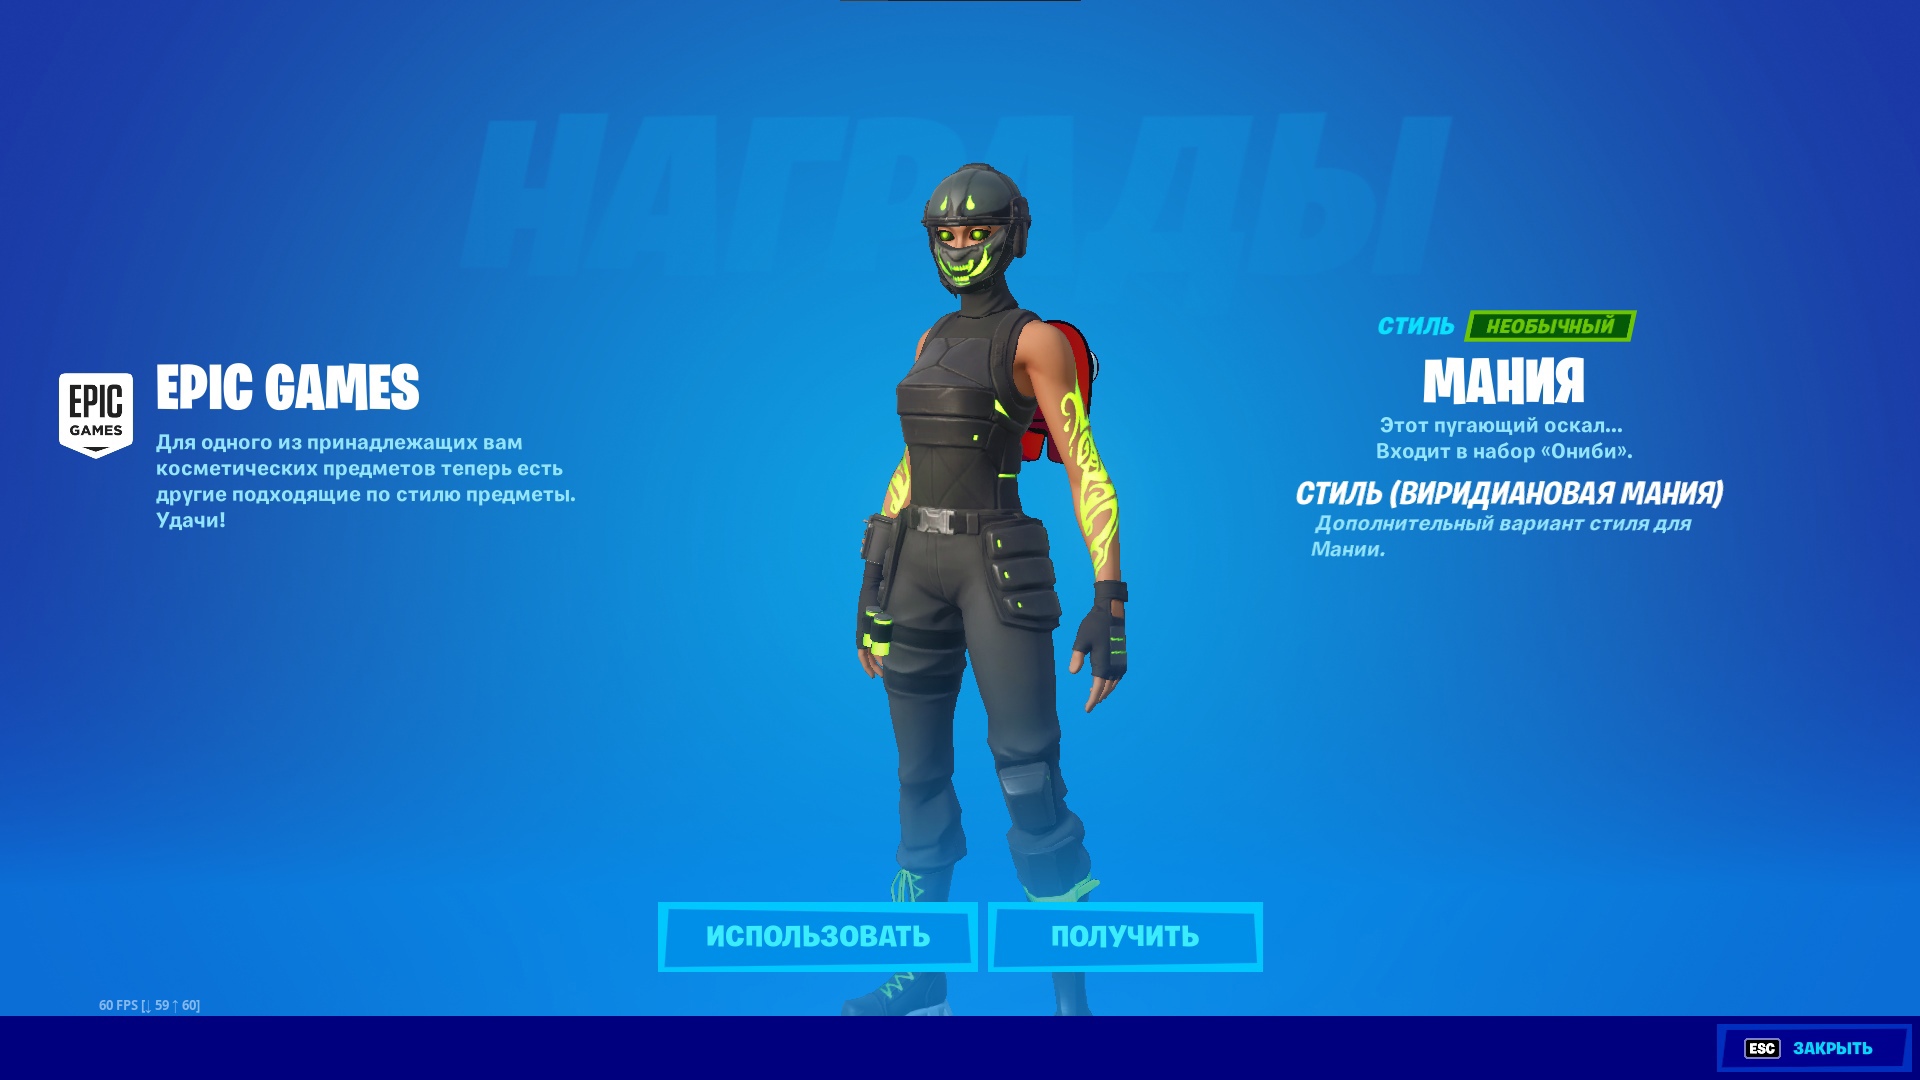 НАГРАДЫ
EPIC
GAMES
EPIC GAMES
Для одного из принадлежащих вам
косметических предметов теперь есть
другие подходящие по стилю предметы.
Удачи!
СТИЛЬ НЕОБЫЧНЫЙ
МАНИЯ
Этот пугающий оскал...
Входит в набор «Ониби».
СТИЛЬ (ВИРИДИАНОВАЯ МАНИЯ)
Дополнительный вариант стиля для
Мании.
ИСПОЛЬЗОВАТЬ
ПОЛУЧИТЬ
60 FPS [↓ 59 ↑ 60]
ESC ЗАКРЫТЬ